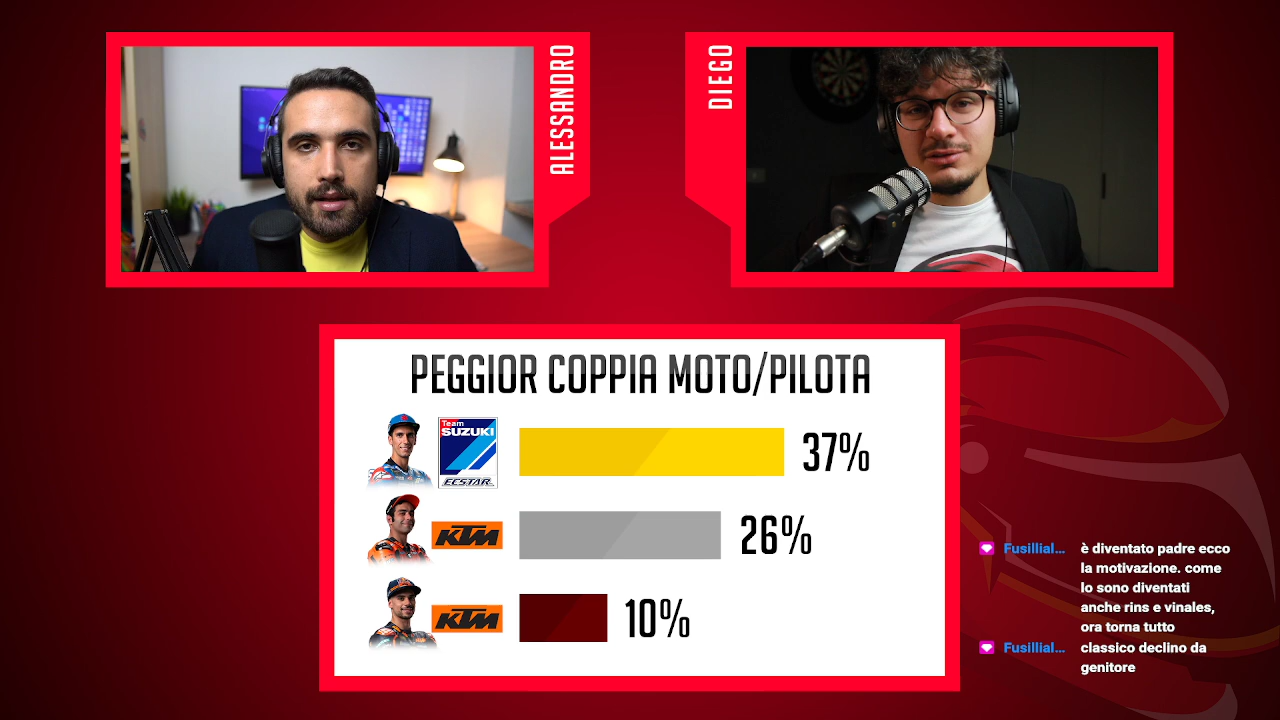 ALESSANDRO
DIEGO
PEGGIOR COPPIA MOTO/PILOTA
Team
SUZUKI
ECSTAR
37%
KTM
26%
KTM
10%
Fusillial... è diventato padre ecco
la motivazione. come
lo sono diventati
anche rins e vinales,
ora torna tutto
Fusillial... classico declino da
genitore